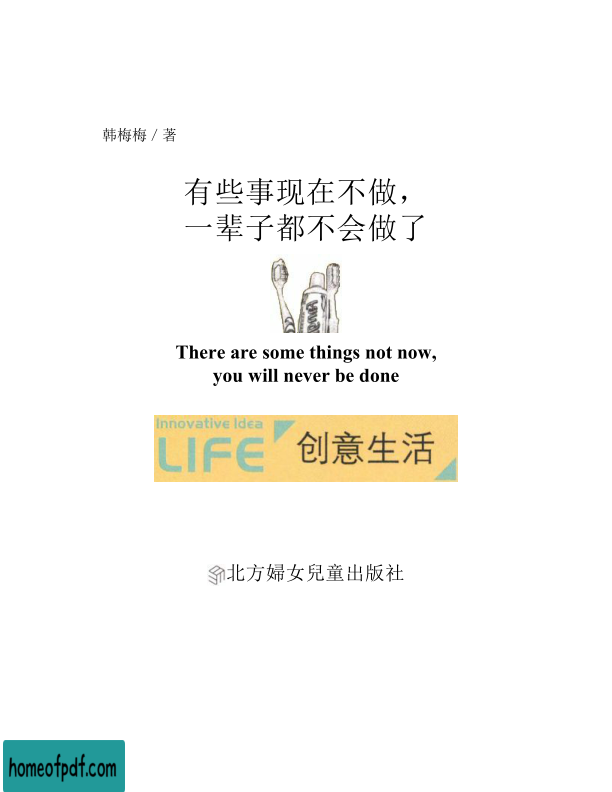 韩梅梅/著
有些事现在不做，
一辈子都不会做了
There are some things not now,
you will never be done
Innovative Idea
LIFE 创意生活
北方婦女兒童出版社
homeofpdf.com